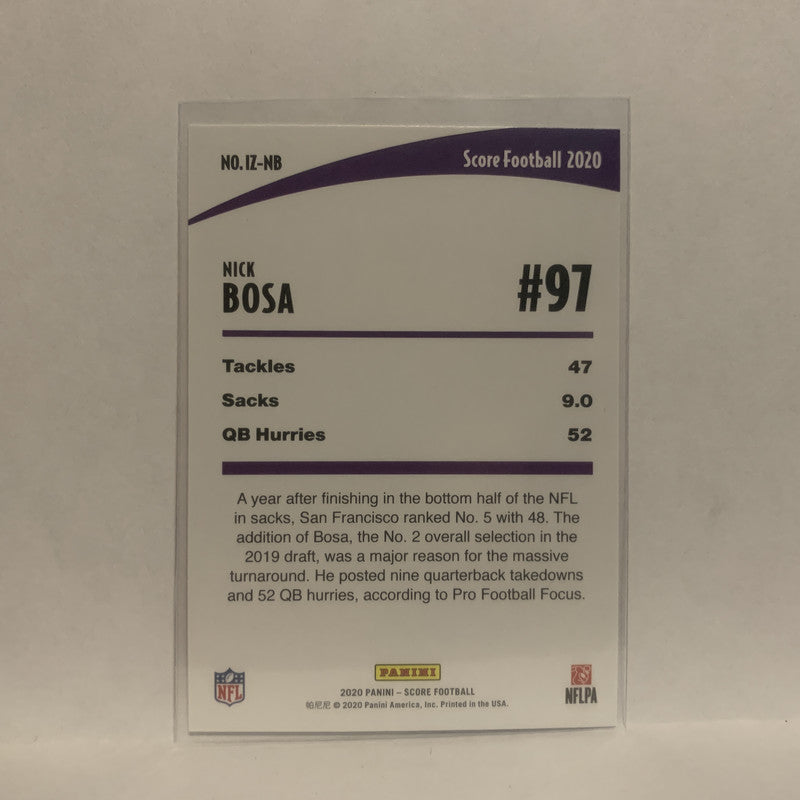 NO. IZ-NB
Score Football 2020
NICK
BOSA
#97
Tackles 47
Sacks 9.0
QB Hurries 52
A year after finishing in the bottom half of the NFL
in sacks, San Francisco ranked No. 5 with 48. The
addition of Bosa, the No. 2 overall selection in the
2019 draft, was a major reason for the massive
turnaround. He posted nine quarterback takedowns
and 52 QB hurries, according to Pro Football Focus.
NFL
PANINI
NFLPA
2020 PANINI – SCORE FOOTBALL
帕尼尼 © 2020 Panini America, Inc. Printed in the USA.